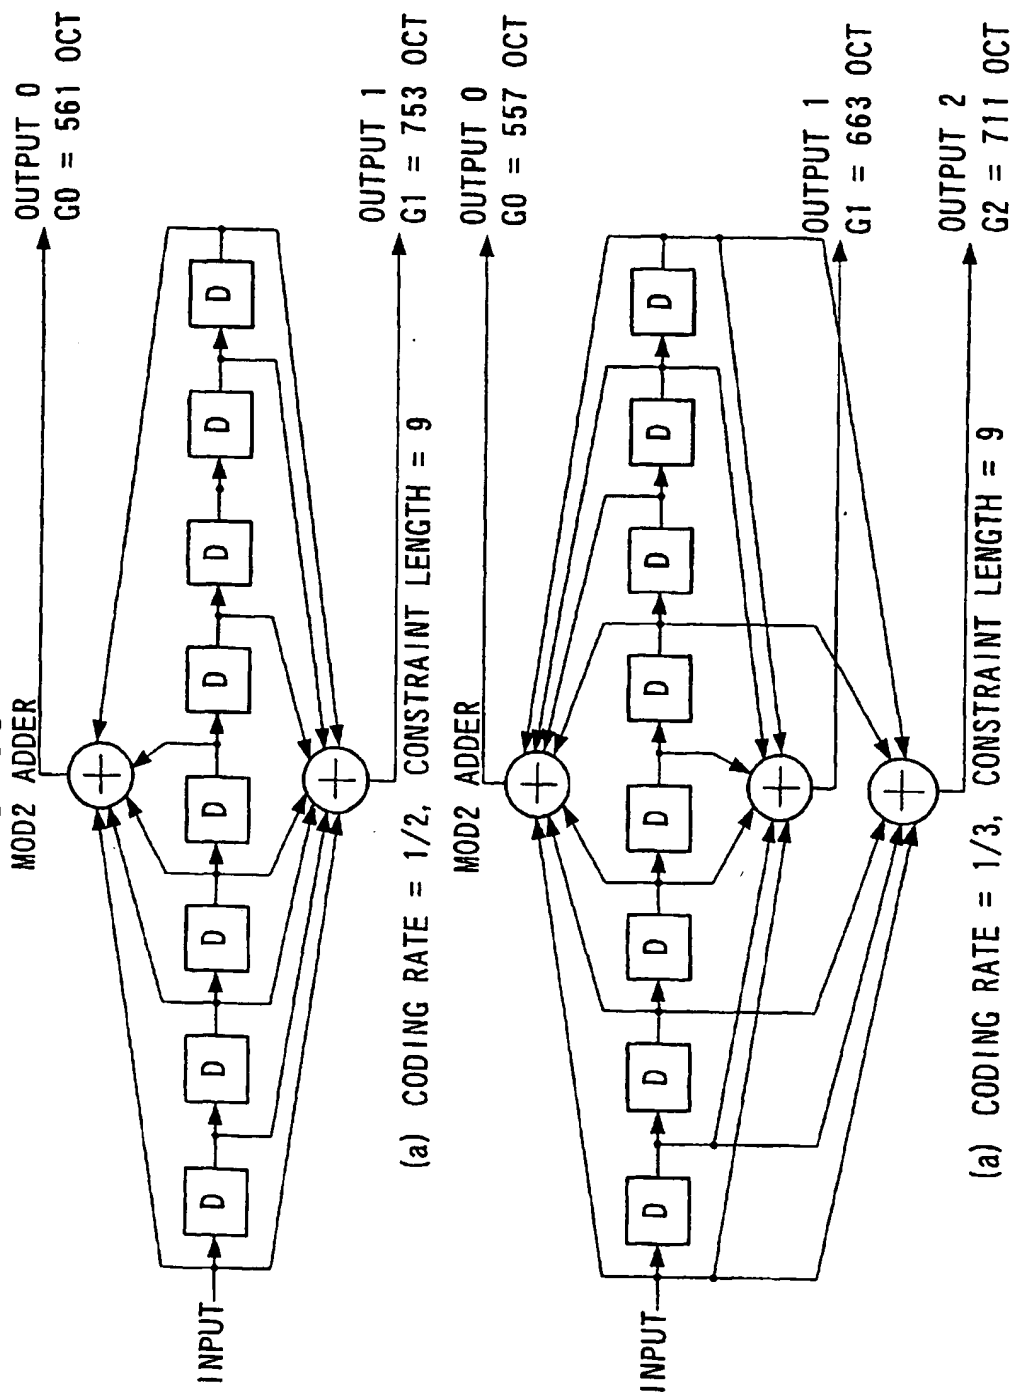 MOD2 ADDER
OUTPUT 0
G0 = 561 OCT
INPUT
D
D
D
D
D
D
D
D
OUTPUT 1
G1 = 753 OCT
(a) CODING RATE = 1/2, CONSTRAINT LENGTH = 9
MOD2 ADDER
OUTPUT 0
G0 = 557 OCT
INPUT
D
D
D
D
D
D
D
D
OUTPUT 1
G1 = 663 OCT
OUTPUT 2
G2 = 711 OCT
(a) CODING RATE = 1/3, CONSTRAINT LENGTH = 9